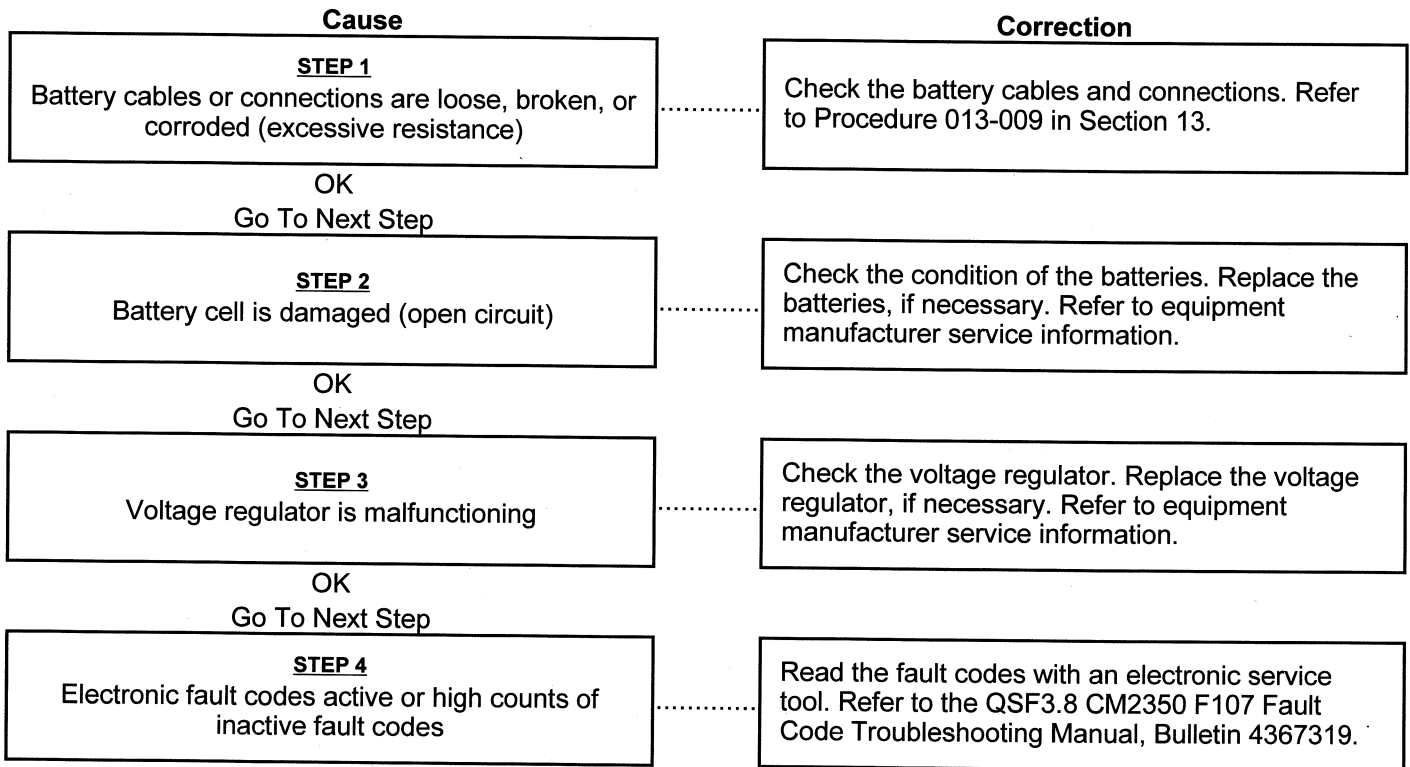 Cause
Correction
STEP 1
Battery cables or connections are loose, broken, or
corroded (excessive resistance)
Check the battery cables and connections. Refer
to Procedure 013-009 in Section 13.
OK
Go To Next Step
STEP 2
Battery cell is damaged (open circuit)
Check the condition of the batteries. Replace the
batteries, if necessary. Refer to equipment
manufacturer service information.
OK
Go To Next Step
STEP 3
Voltage regulator is malfunctioning
Check the voltage regulator. Replace the voltage
regulator, if necessary. Refer to equipment
manufacturer service information.
OK
Go To Next Step
STEP 4
Electronic fault codes active or high counts of
inactive fault codes
Read the fault codes with an electronic service
tool. Refer to the QSF3.8 CM2350 F107 Fault
Code Troubleshooting Manual, Bulletin 4367319.